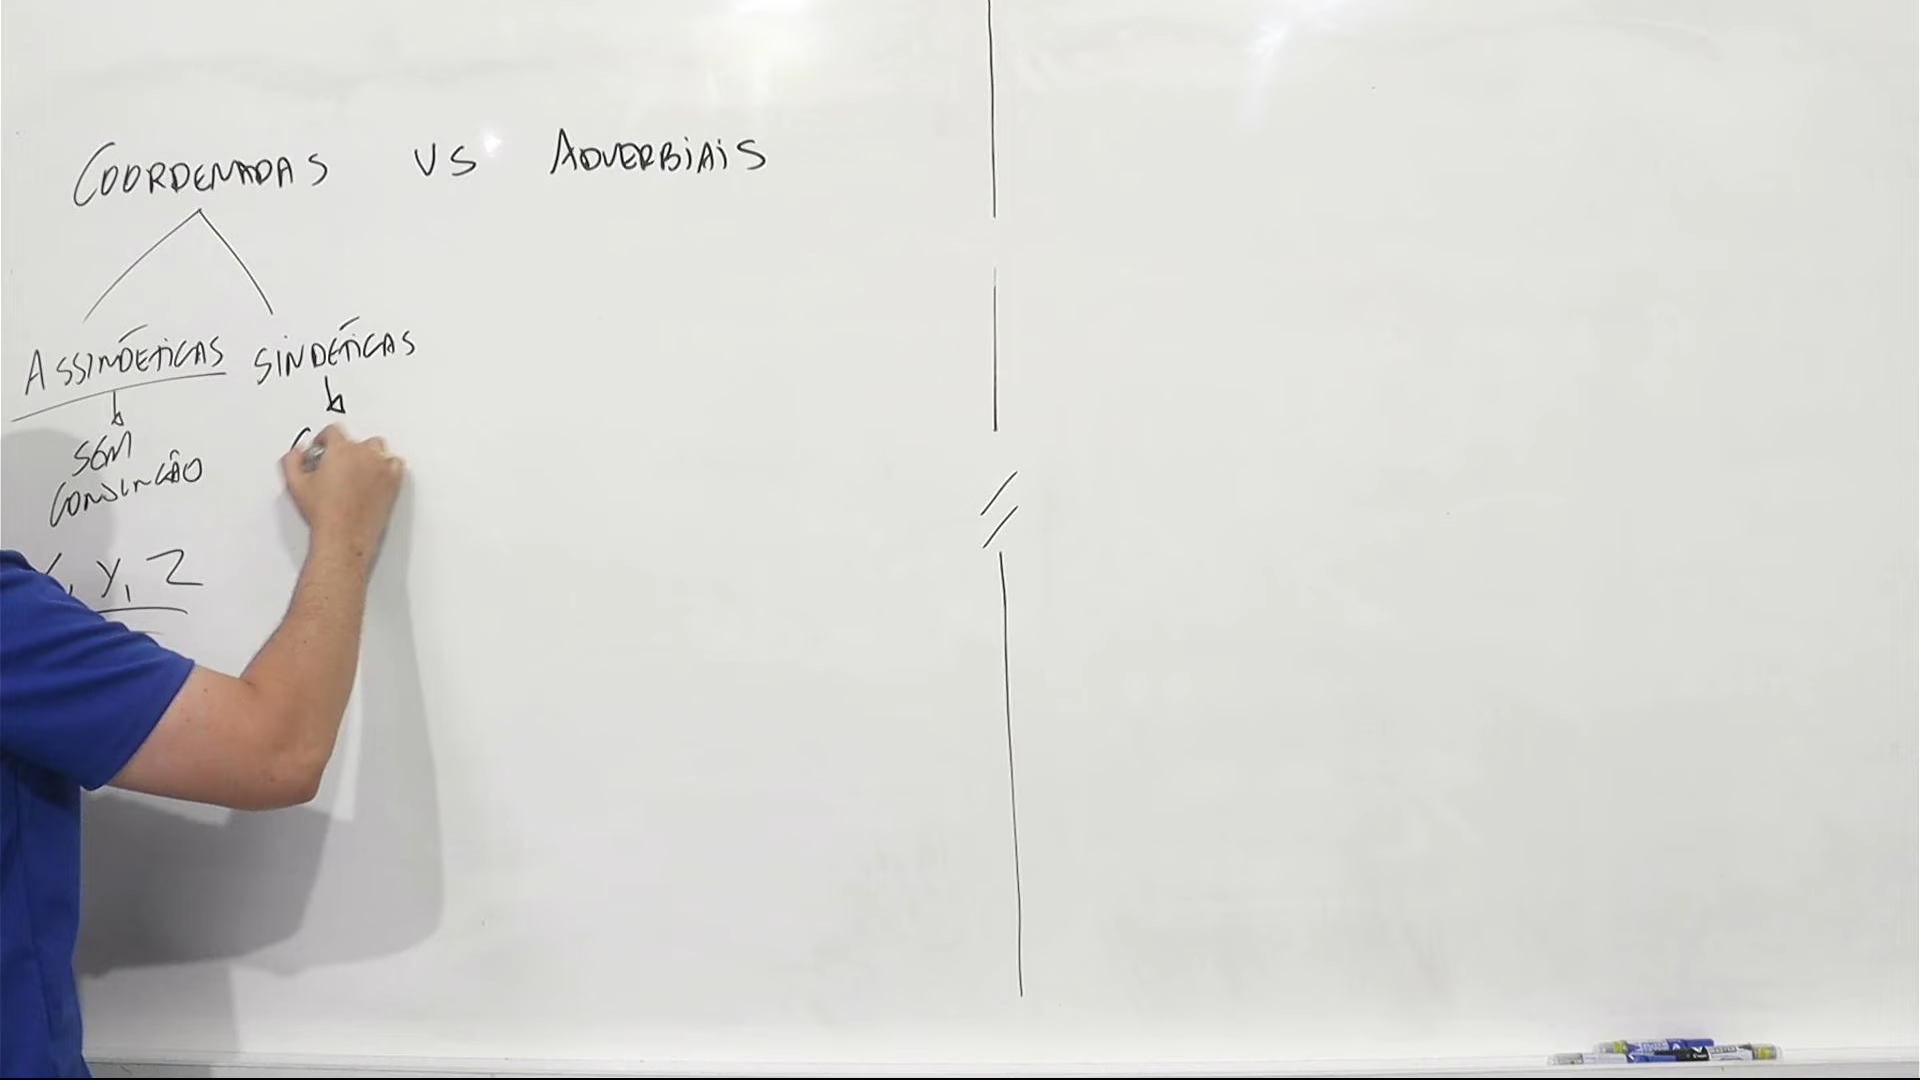 COORDENADAS VS ADVERBIAIS
ASSINDÉTICAS SINDÉTICAS
SEM
CONJUNÇÃO
Y, Z